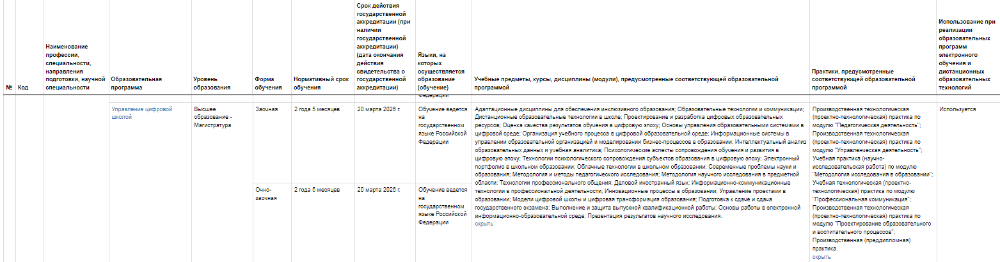 №
Код
Наименование
профессии,
специальности,
направления
подготовки, научной
специальности
Образовательная
программа
Уровень
образования
Форма
обучения
Нормативный срок
обучения
Срок действия
государственной
аккредитации (при
наличии
государственной
аккредитации)
(дата окончания
действия
свидетельства о
государственной
аккредитации)
Языки, на
которых
осуществляется
образование
(обучение)
Учебные предметы, курсы, дисциплины (модули), предусмотренные соответствующей образовательной
программой
Практики, предусмотренные
соответствующей образовательной
программой
Использование при
реализации
образовательных
программ
электронного
обучения и
дистанционных
образовательных
технологий
Федерации
Управление цифровой
школой
Высшее
образование -
Магистратура
Заочная
2 года 5 месяцев
20 марта 2026 г.
Обучение ведется
на
государственном
языке Российской
Федерации
Адаптационные дисциплины для обеспечения инклюзивного образования; Образовательные технологии и коммуникации;
Дистанционные образовательные технологии в школе; Проектирование и разработка цифровых образовательных
ресурсов; Оценка качества результатов обучения в цифровую эпоху; Основы управления образовательными системами в
цифровой среде; Организация учебного процесса в цифровой образовательной среде; Информационные системы в
управлении образовательной организацией и моделировании бизнес-процессов в образовании; Интеллектуальный анализ
образовательных данных и учебная аналитика; Психологические аспекты сопровождения обучения и развития в
цифровую эпоху; Технологии психологического сопровождения субъектов образования в цифровую эпоху; Электронный
портфолио в школьном образовании; Облачные технологии в школьном образовании; Современные проблемы науки и
образования; Методология и методы педагогического исследования; Методология научного исследования в предметной
области; Технологии профессионального общения; Деловой иностранный язык; Информационно-коммуникационные
технологии в профессиональной деятельности; Инновационные процессы в образовании; Управление проектами в
образовании; Модели цифровой школы и цифровая трансформация образования; Подготовка к сдаче и сдача
государственного экзамена; Выполнение и защита выпускной квалификационной работы; Основы работы в электронной
информационно-образовательной среде; Презентация результатов научного исследования.
скрыть
Производственная технологическая
(проектно-технологическая) практика по
модулю "Педагогическая деятельность";
Производственная технологическая
(проектно-технологическая) практика по
модулю "Управленческая деятельность";
Учебная практика (научно-
исследовательская работа) по модулю
"Методология исследования в образовании";
Учебная технологическая (проектно-
технологическая) практика по модулю
"Профессиональная коммуникация";
Производственная технологическая
(проектно-технологическая) практика по
модулю "Проектирование образовательного
и воспитательного процессов";
Производственная (преддипломная)
практика.
скрыть
Используется
Очно-
заочная
2 года 5 месяцев
20 марта 2026 г.
Обучение ведется
на
государственном
языке Российской
Федерации